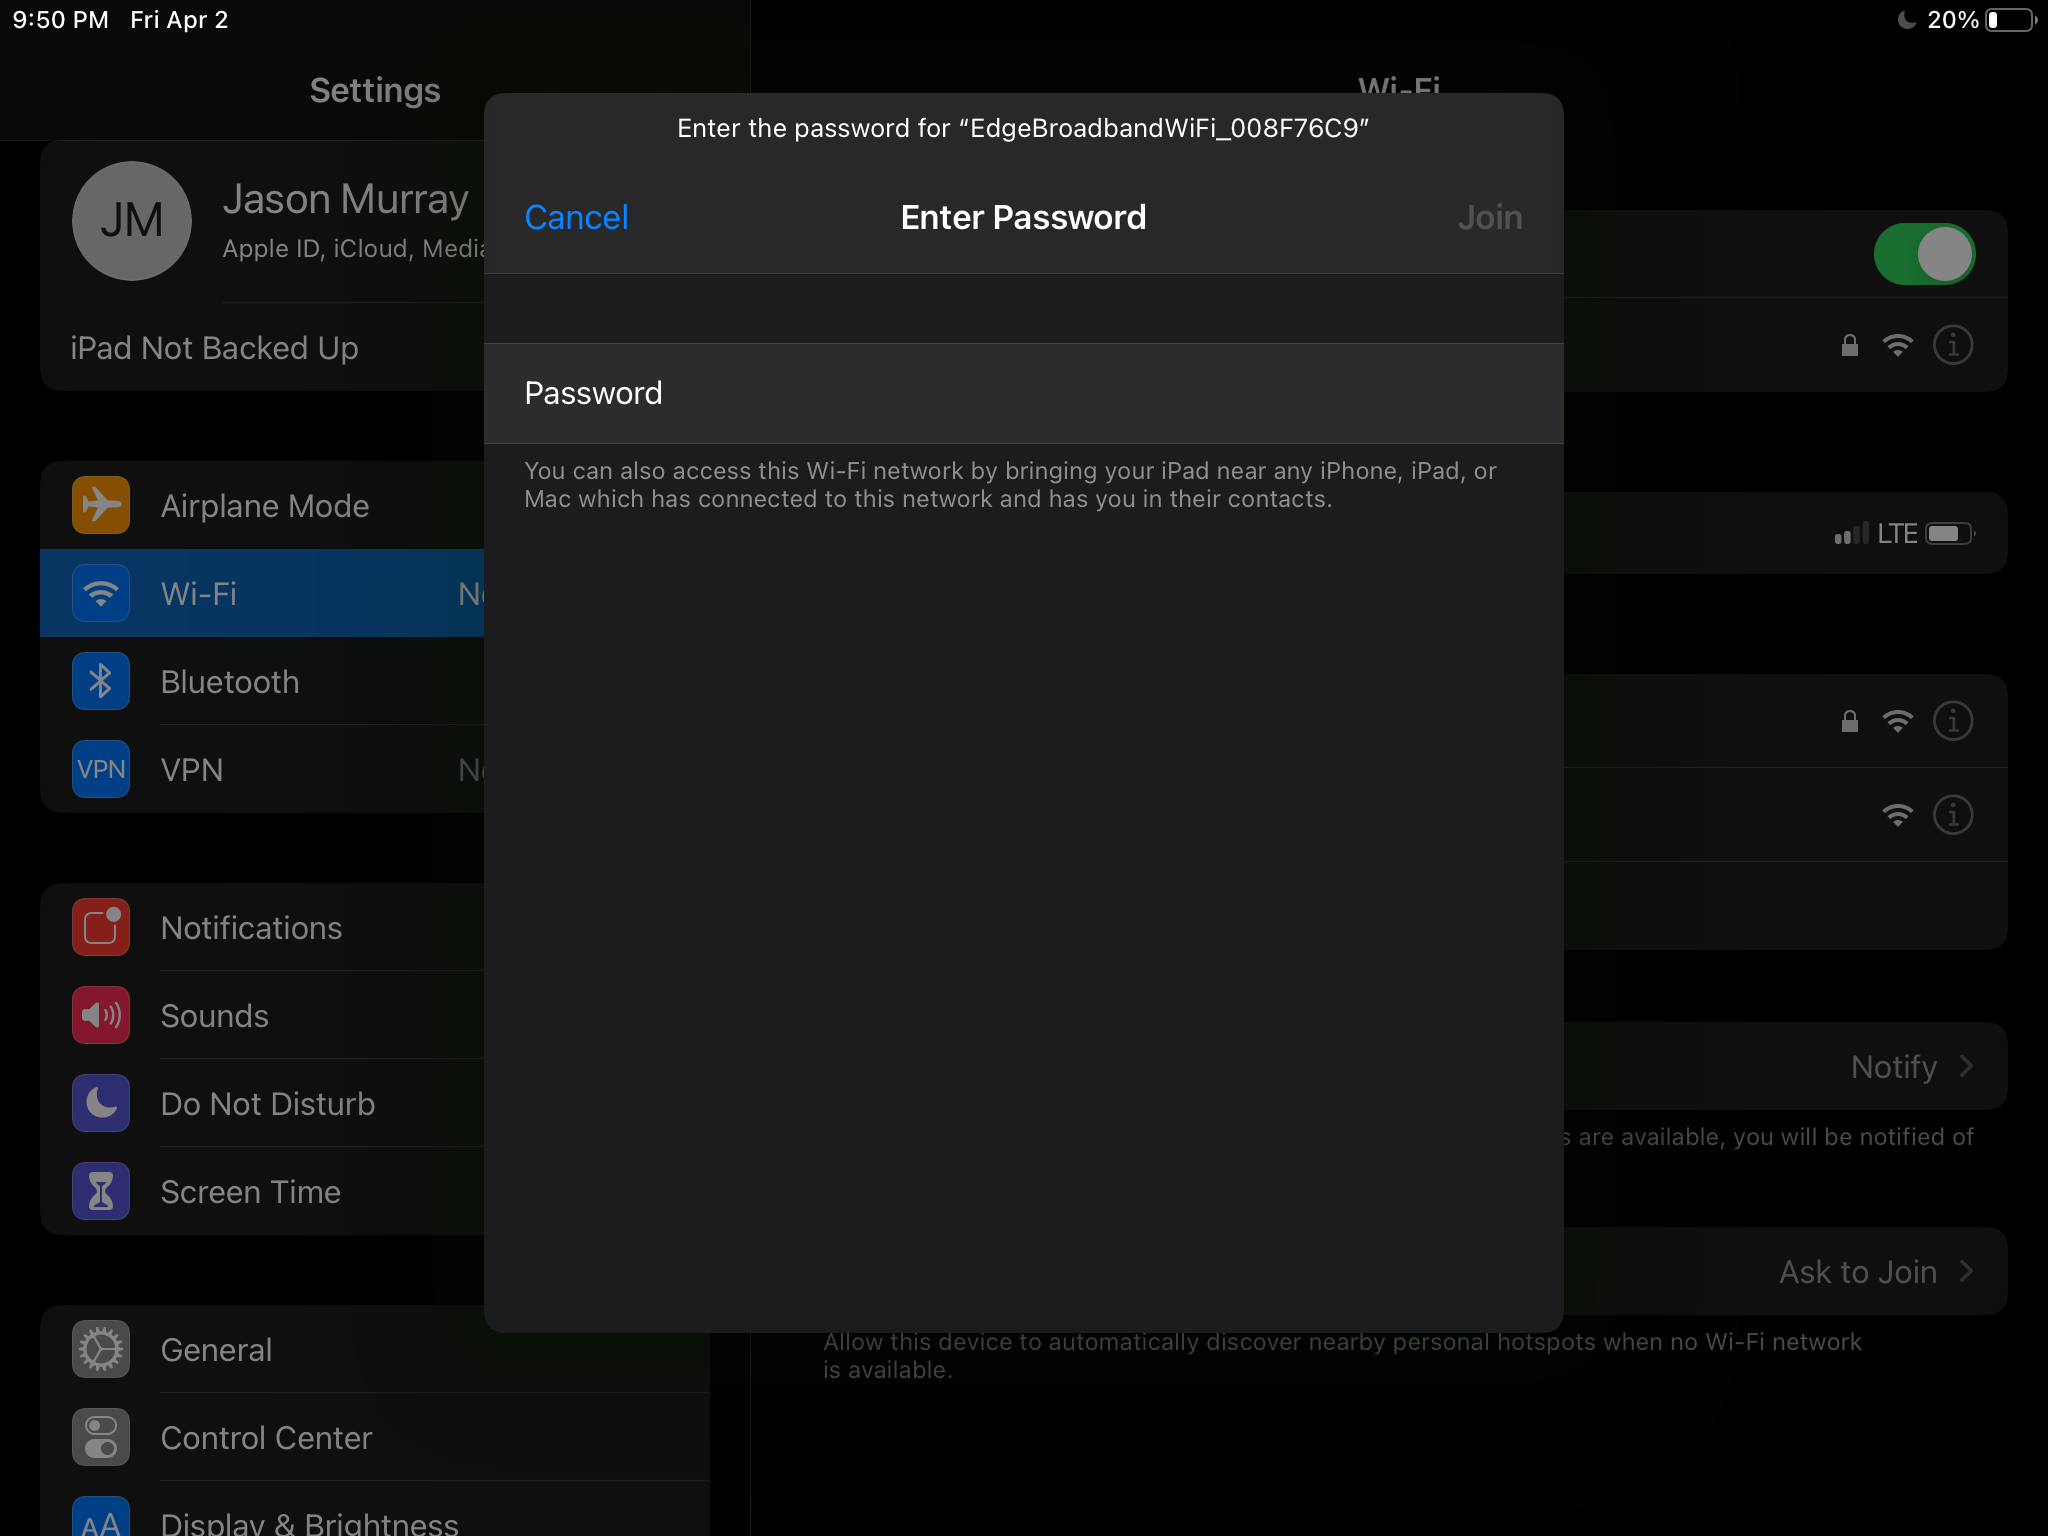 9:50 PM Fri Apr 2
20%
Settings
Wi-Fi
Enter the password for “EdgeBroadbandWiFi_008F76C9”
Cancel
Enter Password
Join
Password
You can also access this Wi-Fi network by bringing your iPad near any iPhone, iPad, or
Mac which has connected to this network and has you in their contacts.
JM
Jason Murray
Apple ID, iCloud, Media
iPad Not Backed Up
Airplane Mode
Wi-Fi
Bluetooth
VPN VPN
Notifications
Sounds
Do Not Disturb
Screen Time
General
Control Center
AA Display & Brightness
LTE
Notify
are available, you will be notified of
Ask to Join
Allow this device to automatically discover nearby personal hotspots when no Wi-Fi network
is available.